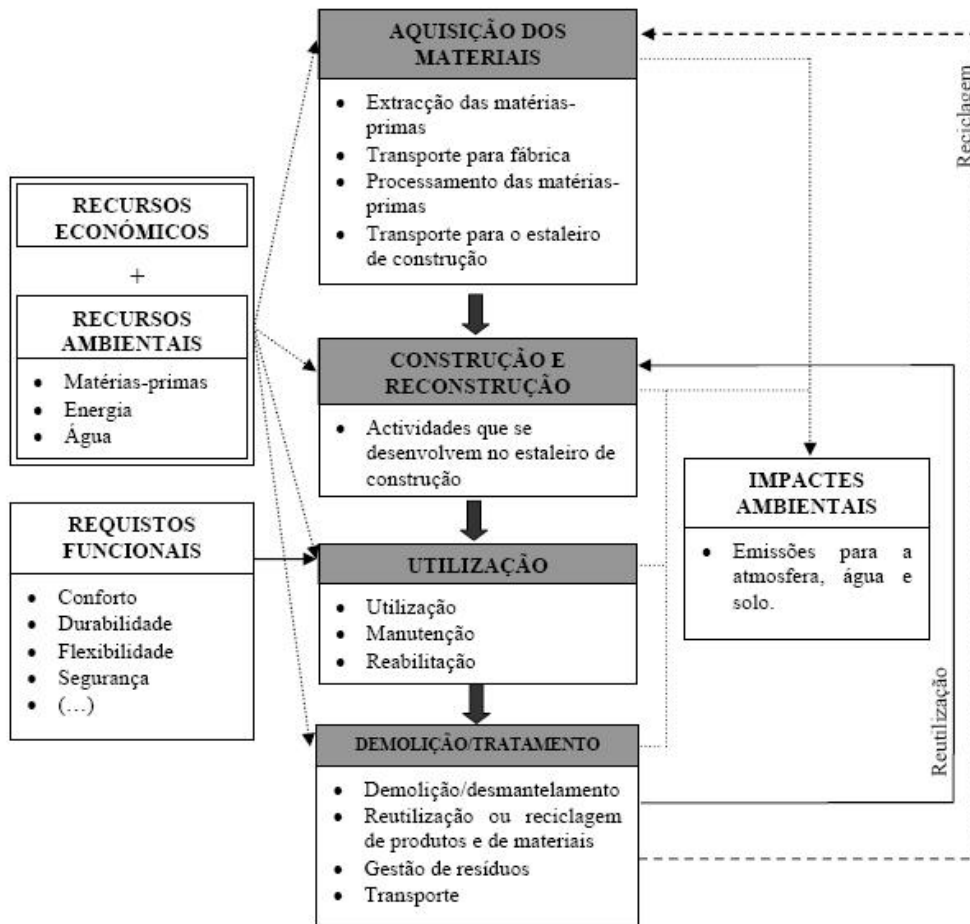 AQUISIÇÃO DOS
MATERIAIS
• Extracção das matérias-
primas
• Transporte para fábrica
• Processamento das matérias-
primas
• Transporte para o estaleiro
de construção
RECURSOS
ECONÓMICOS
+
RECURSOS
AMBIENTAIS
• Matérias-primas
• Energia
• Água
CONSTRUÇÃO E
RECONSTRUÇÃO
• Actividades que se
desenvolvem no estaleiro de
construção
REQUISTOS
FUNCIONAIS
• Conforto
• Durabilidade
• Flexibilidade
• Segurança
• (…)
UTILIZAÇÃO
• Utilização
• Manutenção
• Reabilitação
IMPACTES
AMBIENTAIS
• Emissões para a
atmosfera, água e
solo.
DEMOLIÇÃO/TRATAMENTO
• Demolição/desmantelamento
• Reutilização ou reciclagem
de produtos e de materiais
• Gestão de resíduos
• Transporte
Reutilização
Reciclagem